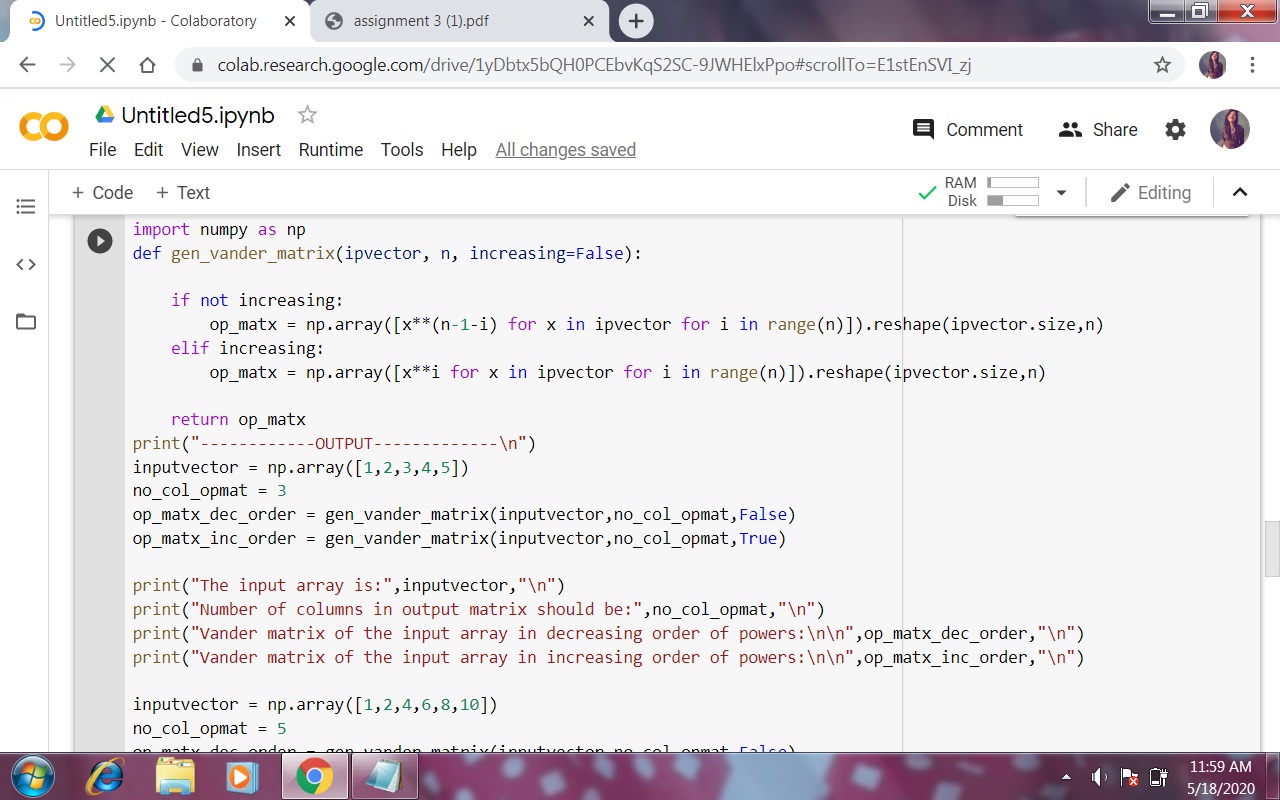 Untitled5.ipynb - Colaboratory
assignment 3 (1).pdf
colab.research.google.com/drive/1yDbtx5bQH0PCEbvKqS2SC-9JWHElxPpo#scrollTo=E1stEnSVI_zj
CO
Untitled5.ipynb
File Edit View Insert Runtime Tools Help All changes saved
Comment Share
+ Code + Text
RAM
Disk
Editing
import numpy as np
def gen_vander_matrix(ipvector, n, increasing=False):
    if not increasing:
        op_matx = np.array([x**(n-1-i) for x in ipvector for i in range(n)]).reshape(ipvector.size,n)
    elif increasing:
        op_matx = np.array([x**i for x in ipvector for i in range(n)]).reshape(ipvector.size,n)
    return op_matx
print("------------OUTPUT-------------\n")
inputvector = np.array([1,2,3,4,5])
no_col_opmat = 3
op_matx_dec_order = gen_vander_matrix(inputvector,no_col_opmat,False)
op_matx_inc_order = gen_vander_matrix(inputvector,no_col_opmat,True)
print("The input array is:",inputvector,"\n")
print("Number of columns in output matrix should be:",no_col_opmat,"\n")
print("Vander matrix of the input array in decreasing order of powers:\n\n",op_matx_dec_order,"\n")
print("Vander matrix of the input array in increasing order of powers:\n\n",op_matx_inc_order,"\n")
inputvector = np.array([1,2,4,6,8,10])
no_col_opmat = 5
op_matx_dec_order = gen_vander_matrix(inputvector,no_col_opmat,False)
11:59 AM
5/18/2020